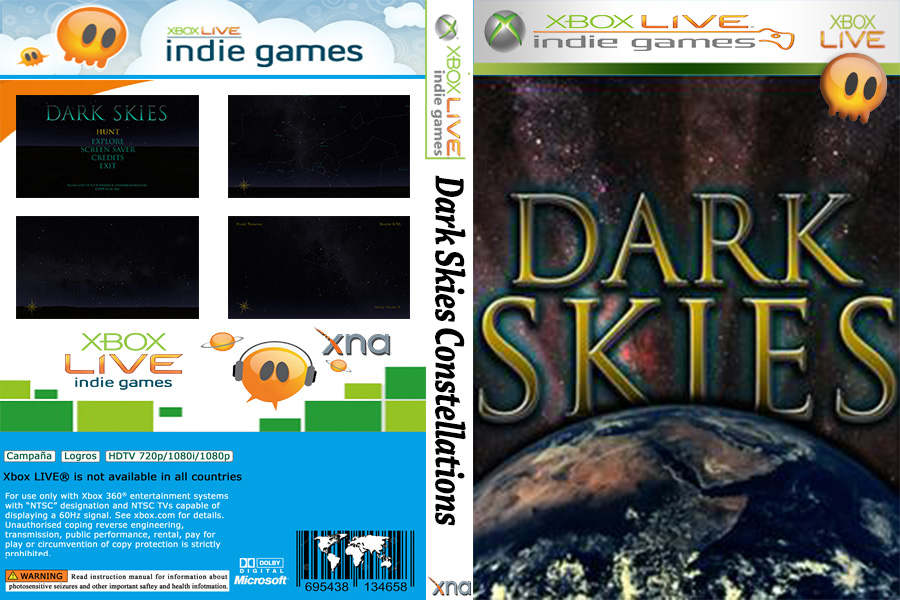 XBOX LIVE
indie games
DARK SKIES
HUNT
EXPLORE
SCREEN SAVER
CREDITS
EXIT
XBOX LIVE
indie games
xna
Campaña
Logros
HDTV 720p/1080i/1080p
Xbox LIVE® is not available in all countries
For use only with Xbox 360® entertainment systems
with “NTSC” designation and NTSC TVs capable of
displaying a 60Hz signal. See xbox.com for details.
Unauthorised coping reverse engineering,
transmission, public performance, rental, pay for
play or circumvention of copy protection is strictly
prohibited.
WARNING Read instruction manual for information about
photosensitive seizures and other important saftey and health infotmation.
DOLBY
DIGITAL
Microsoft
695438 134658
XBOX LIVE
indie games
Dark Skies Constellations
xna
XBOX LIVE
indie games
XBOX
LIVE
DARK
SKIES